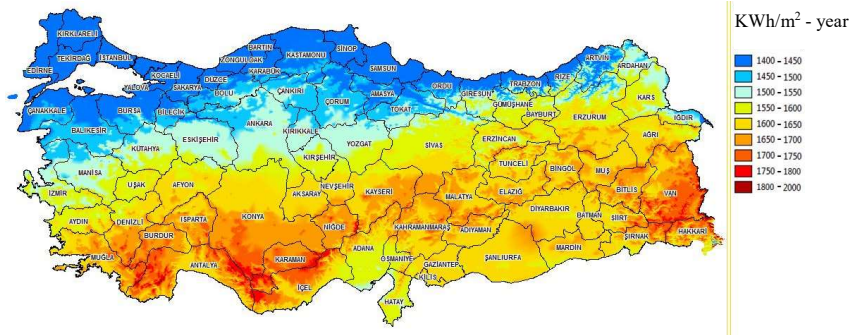 KWh/m² - year
1400 - 1450
1450 - 1500
1500 - 1550
1550 - 1600
1600 - 1650
1650 - 1700
1700 - 1750
1750 - 1800
1800 - 2000
KIRKLARELİ
TEKİRDAĞ
İSTANBUL
EDİRNE
KOCAELİ
YALOVA
SAKARYA
DÜZCE
BOLU
ZONGULDAK
BARTIN
KARABÜK
KASTAMONU
SİNOP
SAMSUN
ORDU
GİRESUN
TRABZON
RİZE
ARTVİN
ARDAHAN
ÇANAKKALE
BURSA
BİLECİK
ÇANKIRI
ÇORUM
AMASYA
TOKAT
GÜMÜŞHANE
BAYBURT
ERZURUM
KARS
IĞDIR
BALIKESİR
KÜTAHYA
ESKİŞEHİR
ANKARA
KIRIKKALE
YOZGAT
SİVAS
ERZİNCAN
AĞRI
MANİSA
UŞAK
AFYON
KIRŞEHİR
NEVŞEHİR
AKSARAY
KAYSERİ
MALATYA
TUNCELİ
BİNGÖL
MUŞ
ELAZIĞ
BİTLİS
VAN
İZMİR
AYDIN
DENİZLİ
ISPARTA
BURDUR
KONYA
NİĞDE
KAHRAMANMARAŞ
ADIYAMAN
DİYARBAKIR
BATMAN
SİİRT
ŞIRNAK
HAKKARİ
MUĞLA
ANTALYA
KARAMAN
İÇEL
ADANA
OSMANİYE
GAZİANTEP
KİLİS
ŞANLIURFA
MARDİN
HATAY